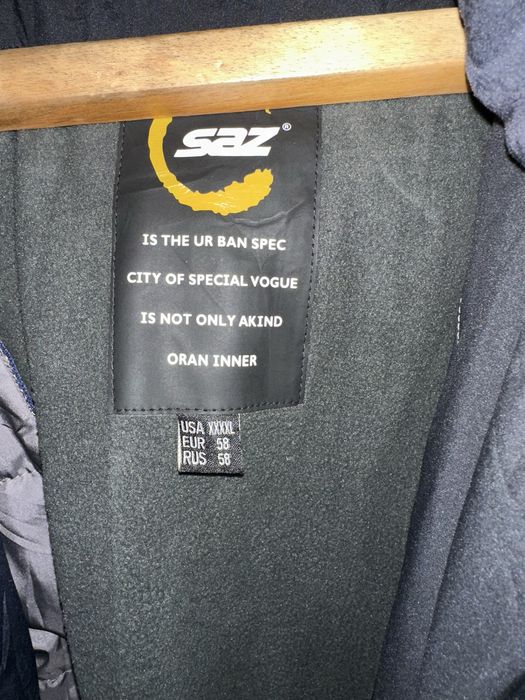 saz®
IS THE UR BAN SPEC
CITY OF SPECIAL VOGUE
IS NOT ONLY AKIND
ORAN INNER
USA XXXXL
EUR 58
RUS 58